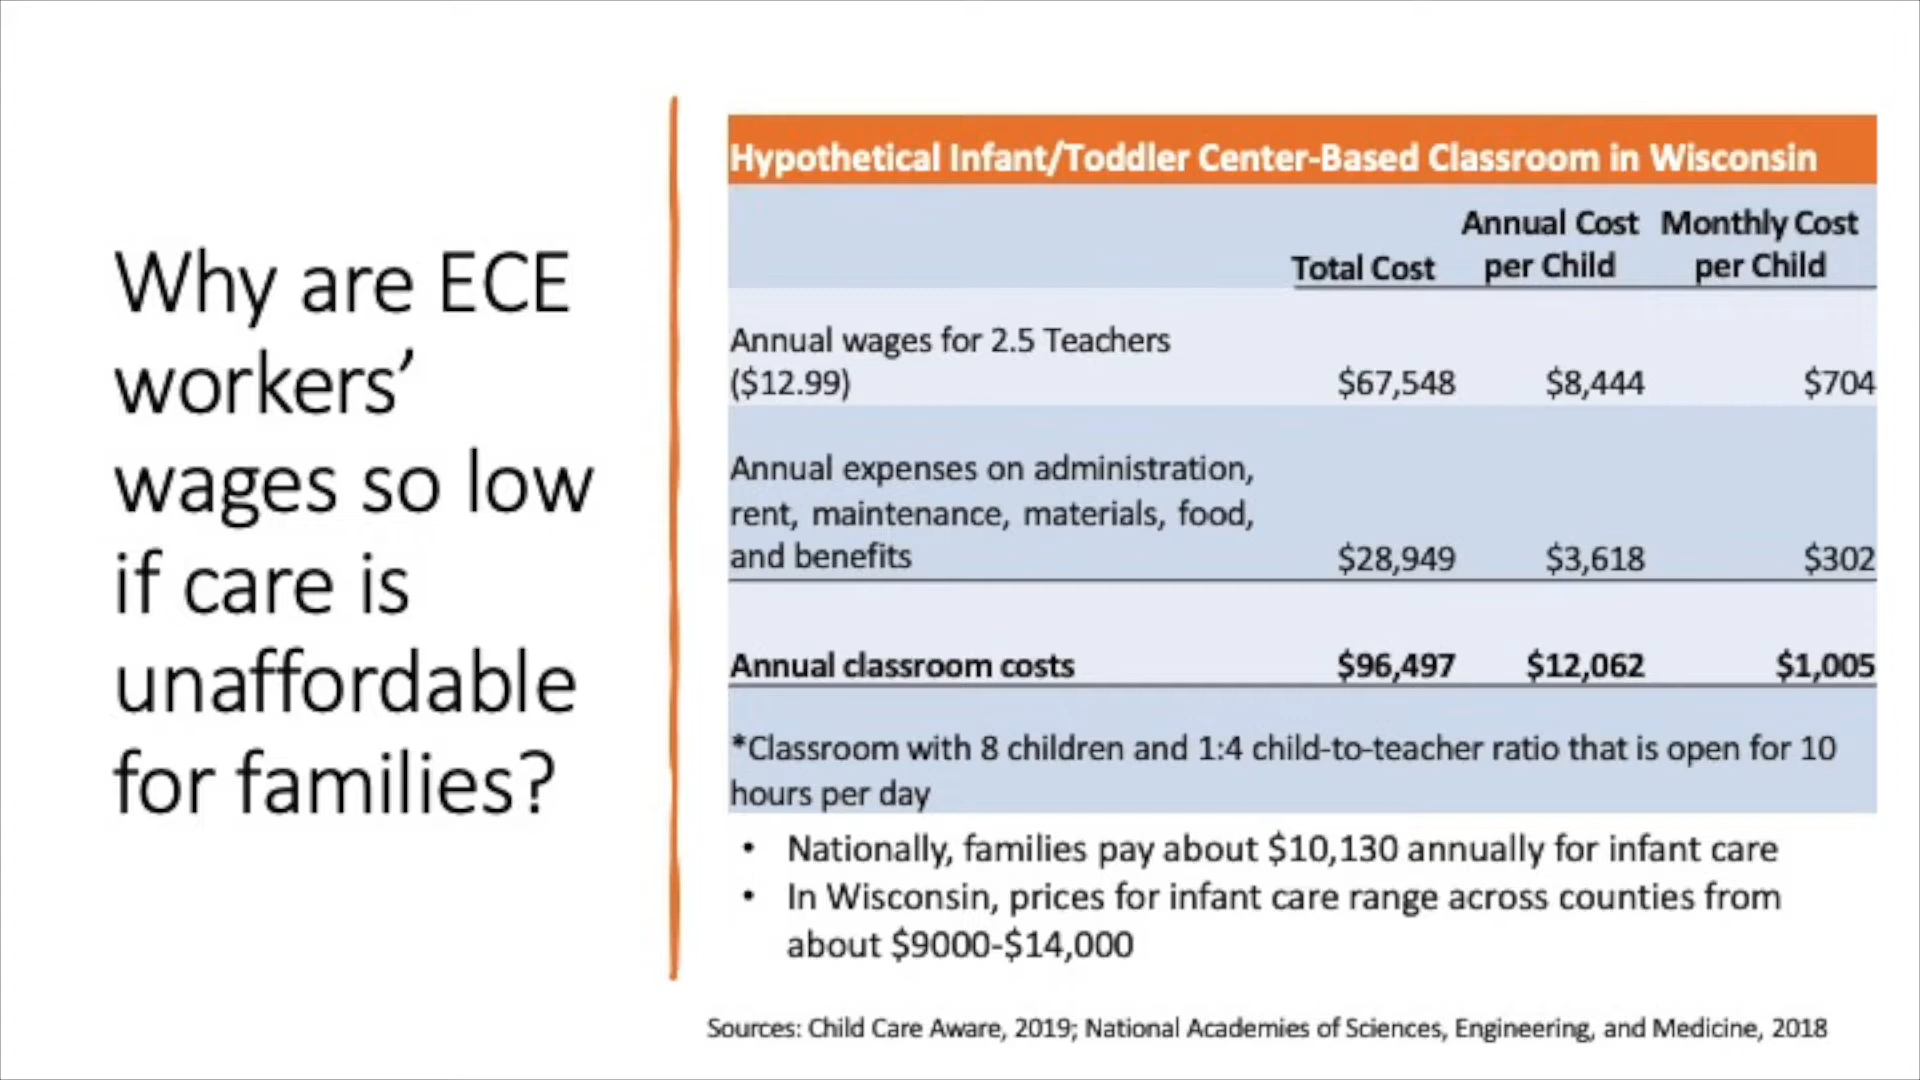 Why are ECE
workers’
wages so low
if care is
unaffordable
for families?
Hypothetical Infant/Toddler Center-Based Classroom in Wisconsin
Total Cost Annual Cost per Child Monthly Cost per Child
Annual wages for 2.5 Teachers
($12.99) $67,548 $8,444 $704
Annual expenses on administration,
rent, maintenance, materials, food,
and benefits $28,949 $3,618 $302
Annual classroom costs $96,497 $12,062 $1,005
*Classroom with 8 children and 1:4 child-to-teacher ratio that is open for 10
hours per day
• Nationally, families pay about $10,130 annually for infant care
• In Wisconsin, prices for infant care range across counties from
about $9000-$14,000
Sources: Child Care Aware, 2019; National Academies of Sciences, Engineering, and Medicine, 2018